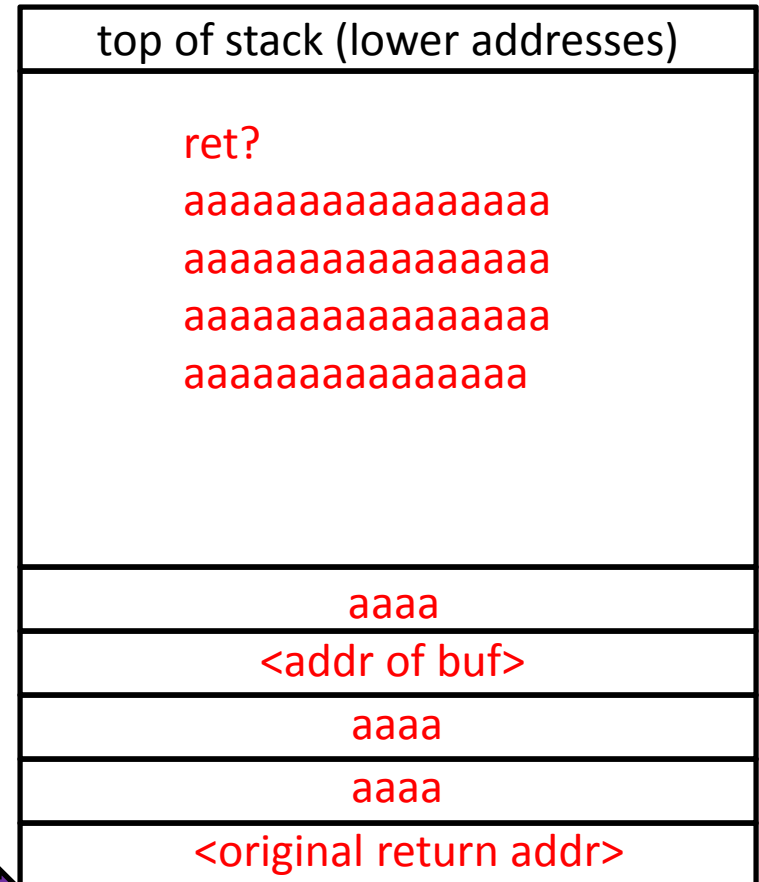 top of stack (lower addresses)
ret?
aaaaaaaaaaaaaaaa
aaaaaaaaaaaaaaaa
aaaaaaaaaaaaaaaa
aaaaaaaaaaaaaaa
aaaa
<addr of buf>
aaaa
aaaa
<original return addr>